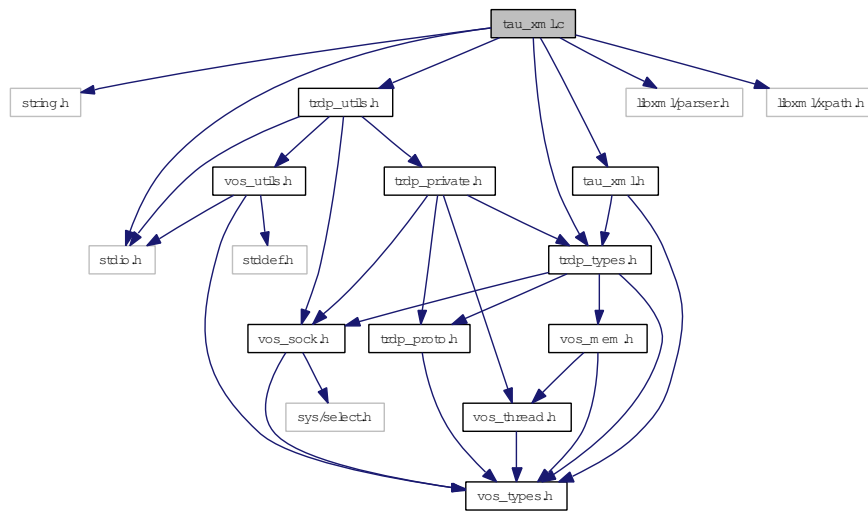 tau_xml.c
string.h
trdp_utils.h
libxml/parser.h
libxml/xpath.h
vos_utils.h
trdp_private.h
tau_xml.h
stdio.h
stddef.h
trdp_types.h
vos_sock.h
trdp_proto.h
vos_mem.h
sys/select.h
vos_thread.h
vos_types.h